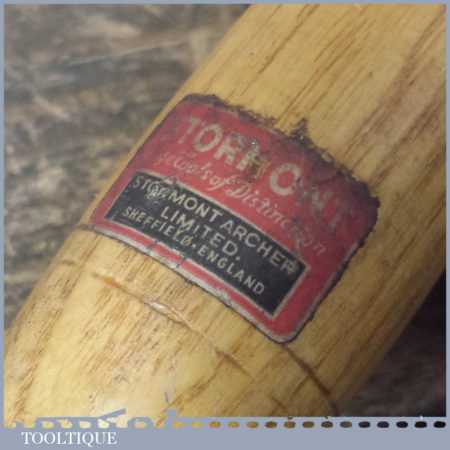 STORMONT
Tools of Distinction
STORMONT ARCHER
LIMITED.
SHEFFIELD. ENGLAND
TOOLTIQUE